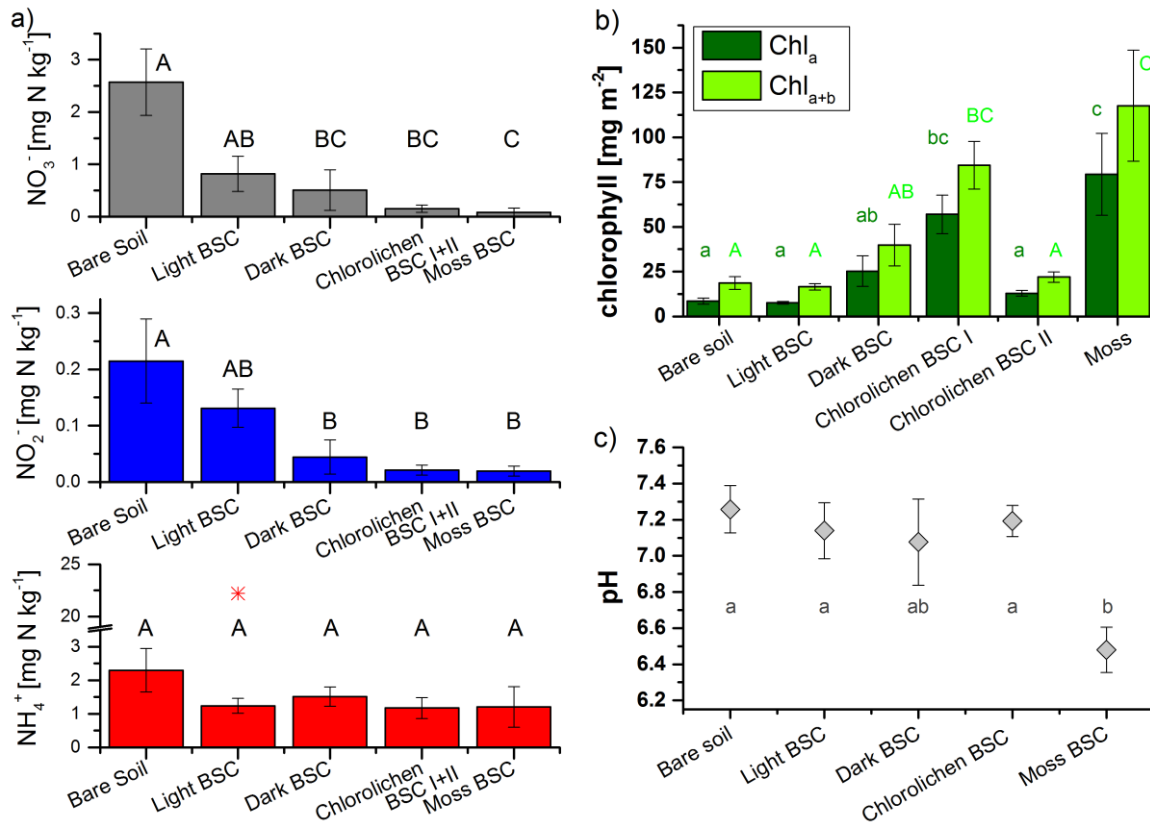 a)
NO₃⁻ [mg N kg⁻¹]
3
2
1
0
A
AB
BC
BC
C
Bare Soil
Light BSC
Dark BSC
Chlorolichen
BSC I+II
Moss BSC
NO₂⁻ [mg N kg⁻¹]
0.3
0.2
0.1
0.0
A
AB
B
B
B
Bare Soil
Light BSC
Dark BSC
Chlorolichen
BSC I+II
Moss BSC
NH₄⁺ [mg N kg⁻¹]
25
22
3
2
1
0
A
A
A
A
A
Bare Soil
Light BSC
Dark BSC
Chlorolichen
BSC I+II
Moss BSC
b)
chlorophyll [mg m⁻²]
150
125
100
75
50
25
0
Chlₐ
Chlₐ₊b
a
A
a
A
ab
AB
bc
BC
a
A
c
C
Bare soil
Light BSC
Dark BSC
Chlorolichen BSC I
Chlorolichen BSC II
Moss
c)
pH
7.6
7.4
7.2
7.0
6.8
6.6
6.4
6.2
a
a
ab
a
b
Bare soil
Light BSC
Dark BSC
Chlorolichen BSC
Moss BSC